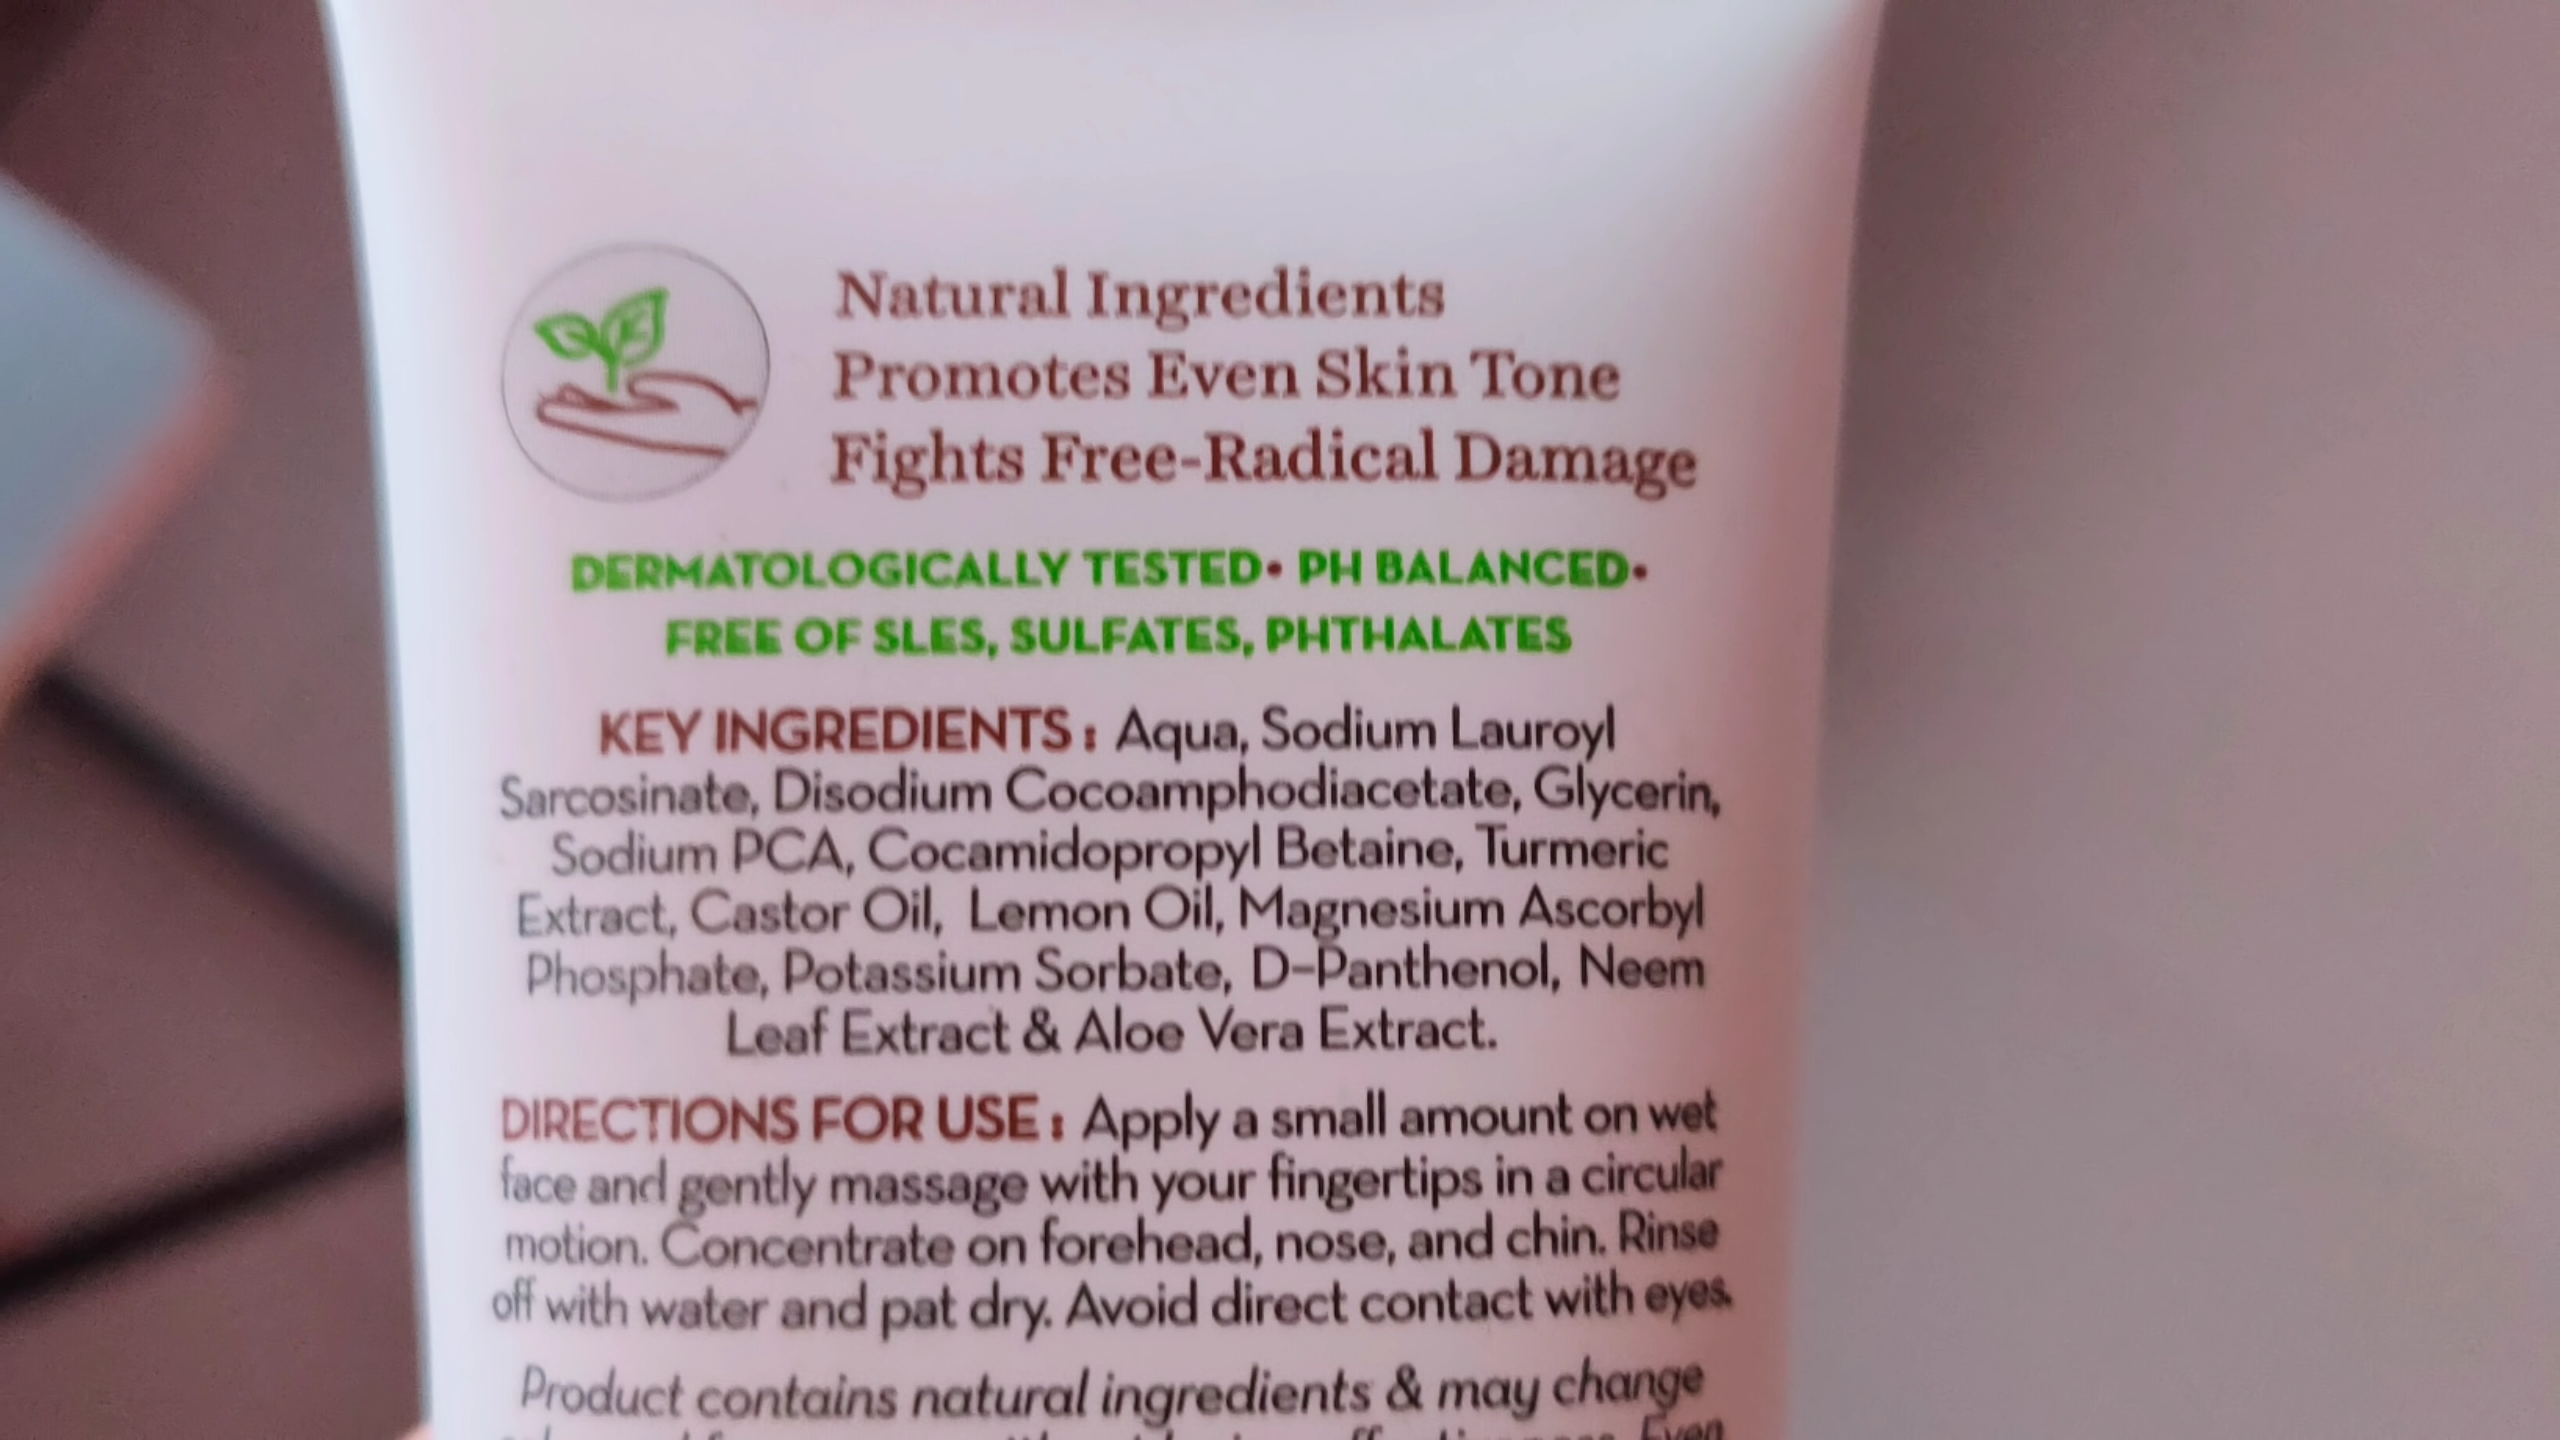 Natural Ingredients
Promotes Even Skin Tone
Fights Free-Radical Damage
DERMATOLOGICALLY TESTED• PH BALANCED•
FREE OF SLES, SULFATES, PHTHALATES
KEY INGREDIENTS : Aqua, Sodium Lauroyl
Sarcosinate, Disodium Cocoamphodiacetate, Glycerin,
Sodium PCA, Cocamidopropyl Betaine, Turmeric
Extract, Castor Oil, Lemon Oil, Magnesium Ascorbyl
Phosphate, Potassium Sorbate, D-Panthenol, Neem
Leaf Extract & Aloe Vera Extract.
DIRECTIONS FOR USE : Apply a small amount on wet
face and gently massage with your fingertips in a circular
motion. Concentrate on forehead, nose, and chin. Rinse
off with water and pat dry. Avoid direct contact with eyes.
Product contains natural ingredients & may change
Even